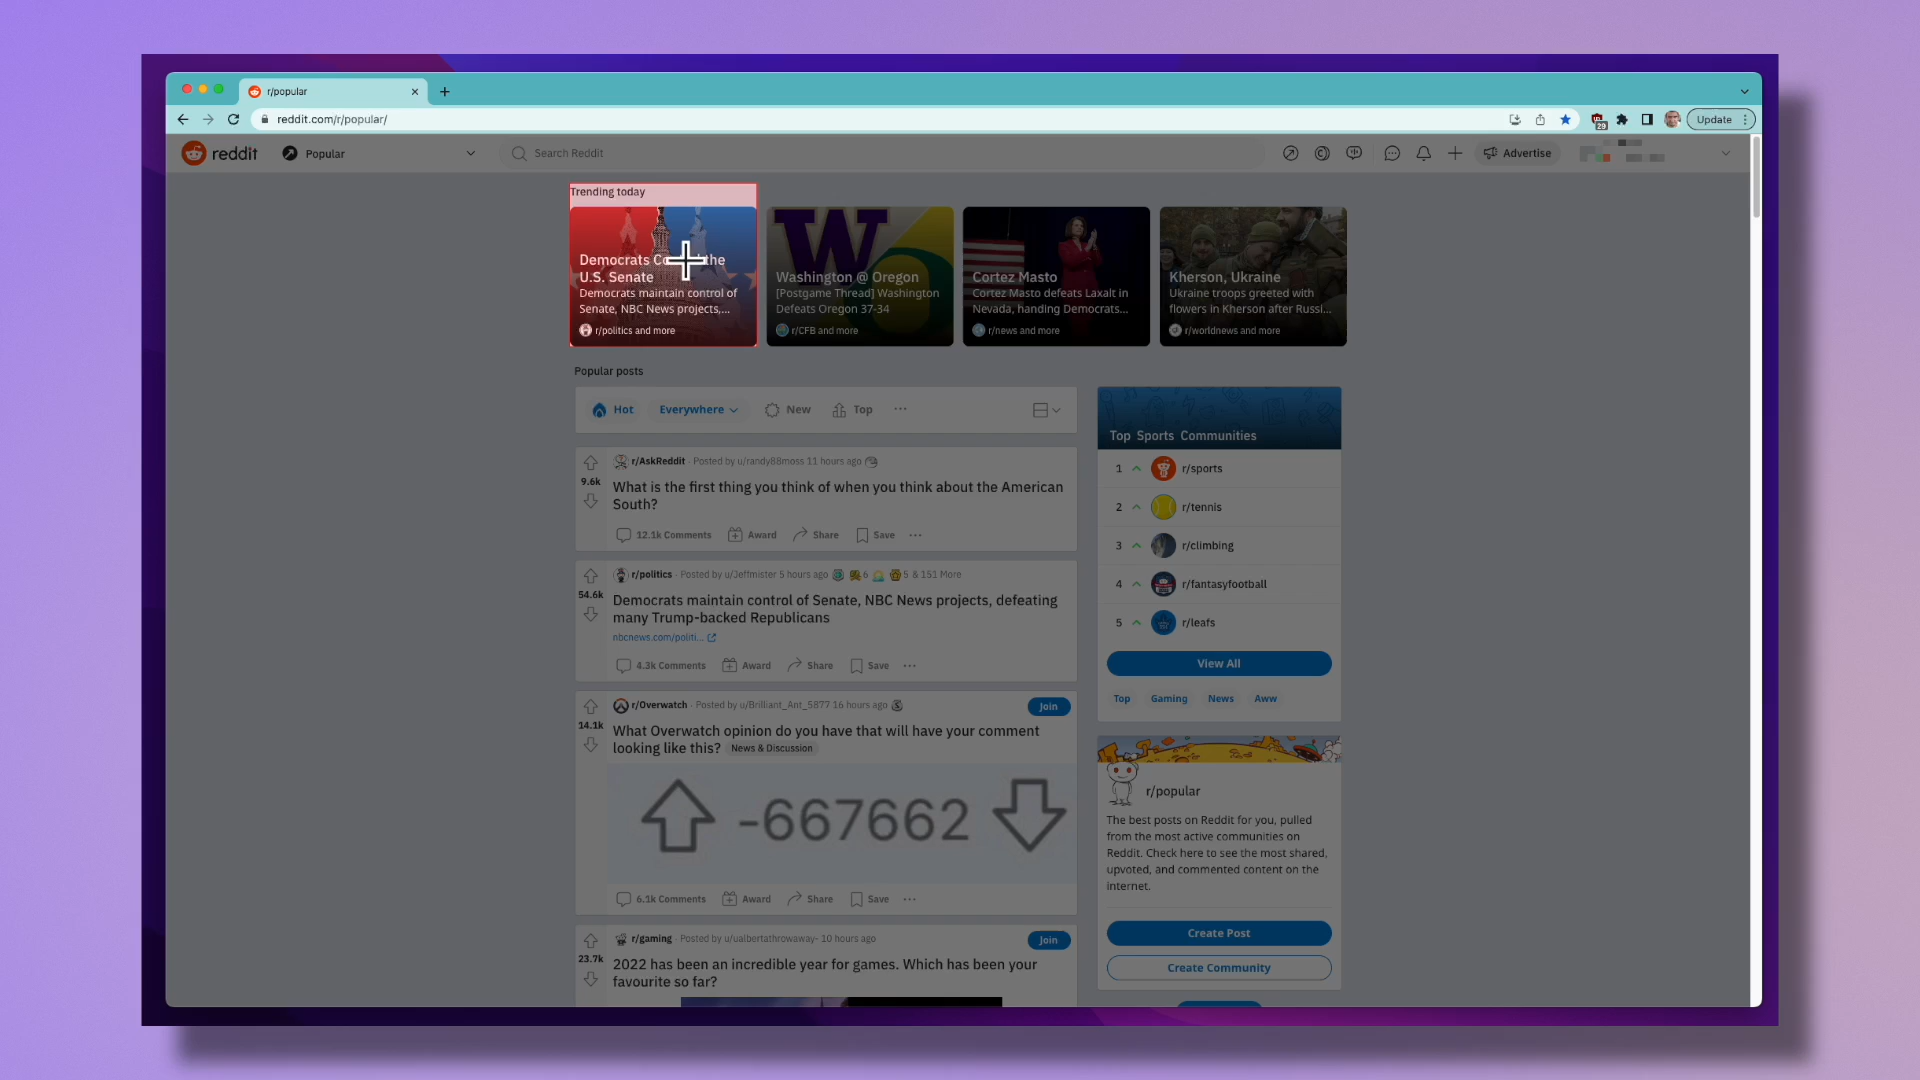 r/popular
reddit.com/r/popular/
29
Update
reddit
Popular
Search Reddit
Advertise
Trending today
Democrats the
U.S. Senate
Democrats maintain control of
Senate, NBC News projects,...
r/politics and more
W
Washington @ Oregon
[Postgame Thread] Washington
Defeats Oregon 37-34
r/CFB and more
Cortez Masto
Cortez Masto defeats Laxalt in
Nevada, handing Democrats...
r/news and more
Kherson, Ukraine
Ukraine troops greeted with
flowers in Kherson after Russi...
r/worldnews and more
Popular posts
Hot
Everywhere
New
Top
9.6k
r/AskReddit · Posted by u/randy88moss 11 hours ago
What is the first thing you think of when you think about the American
South?
12.1k Comments
Award
Share
Save
54.6k
r/politics · Posted by u/Jeffmister 5 hours ago 6 5 & 151 More
Democrats maintain control of Senate, NBC News projects, defeating
many Trump-backed Republicans
nbcnews.com/politi...
4.3k Comments
Award
Share
Save
14.1k
r/Overwatch · Posted by u/Brilliant_Ant_5877 16 hours ago
Join
What Overwatch opinion do you have that will have your comment
looking like this? News & Discussion
-667662
6.1k Comments
Award
Share
Save
23.7k
r/gaming · Posted by u/ualbertathrowaway- 10 hours ago
Join
2022 has been an incredible year for games. Which has been your
favourite so far?
Top Sports Communities
1 r/sports
2 r/tennis
3 r/climbing
4 r/fantasyfootball
5 r/leafs
View All
Top
Gaming
News
Aww
r/popular
The best posts on Reddit for you, pulled
from the most active communities on
Reddit. Check here to see the most shared,
upvoted, and commented content on the
internet.
Create Post
Create Community